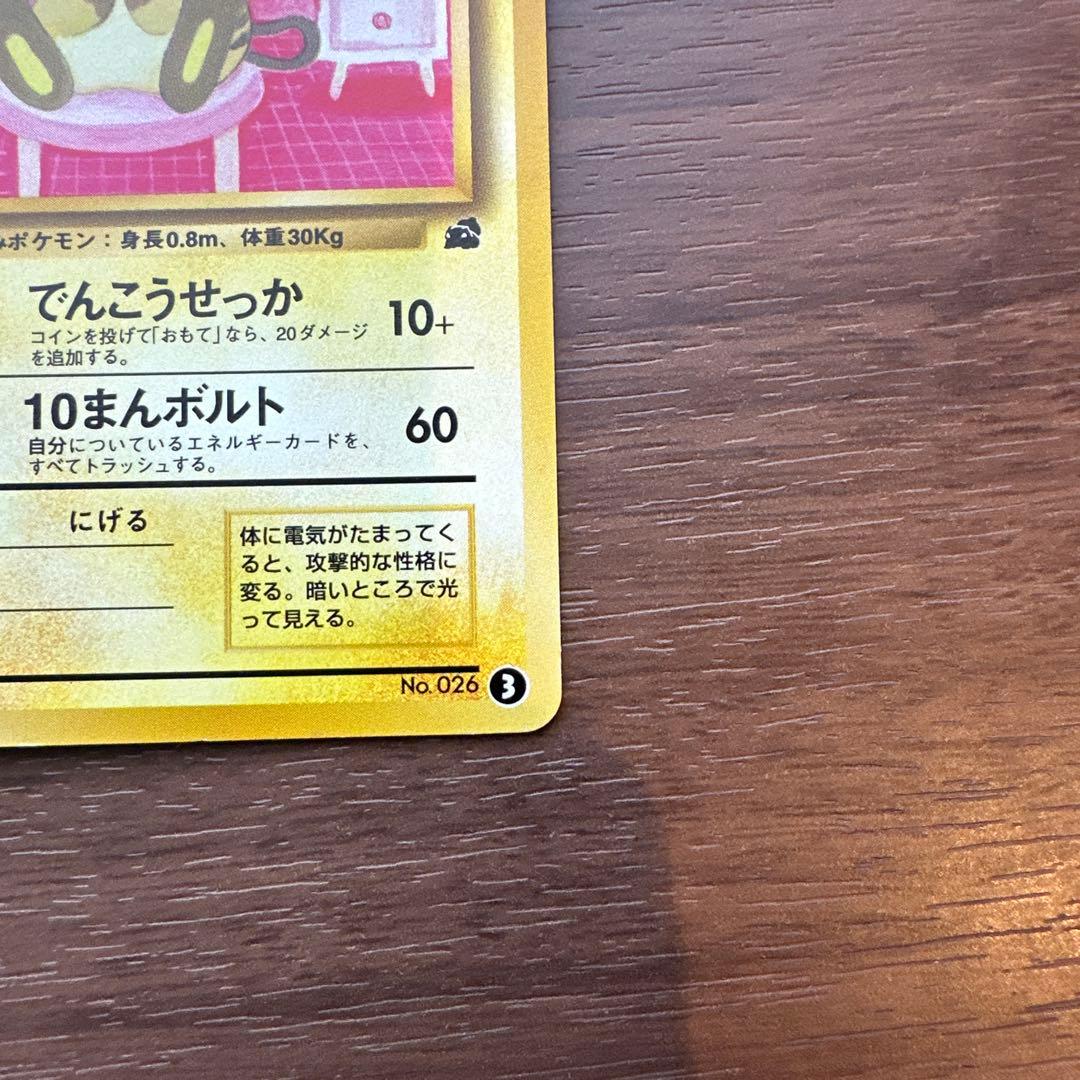 ポケモン：身長0.8m、体重30Kg
でんこうせっか 10+
コインを投げて「おもて」なら、20ダメージ
を追加する。
10まんボルト 60
自分についているエネルギーカードを、
すべてトラッシュする。
にげる
体に電気がたまってく
ると、攻撃的な性格に
変る。暗いところで光
って見える。
No. 026 3